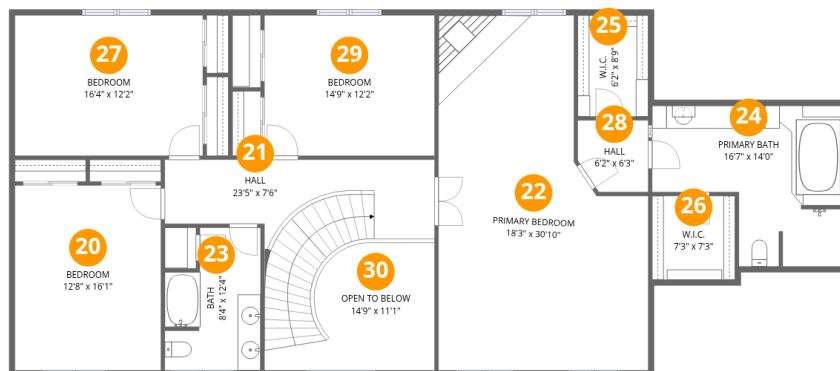 27
BEDROOM
16'4" x 12'2"
29
BEDROOM
14'9" x 12'2"
25
W.I.C.
6'2" x 8'9"
28
HALL
6'2" x 6'3"
24
PRIMARY BATH
16'7" x 14'0"
21
HALL
23'5" x 7'6"
22
PRIMARY BEDROOM
18'3" x 30'10"
26
W.I.C.
7'3" x 7'3"
20
BEDROOM
12'8" x 16'1"
23
BATH
8'4" x 12'4"
30
OPEN TO BELOW
14'9" x 11'1"